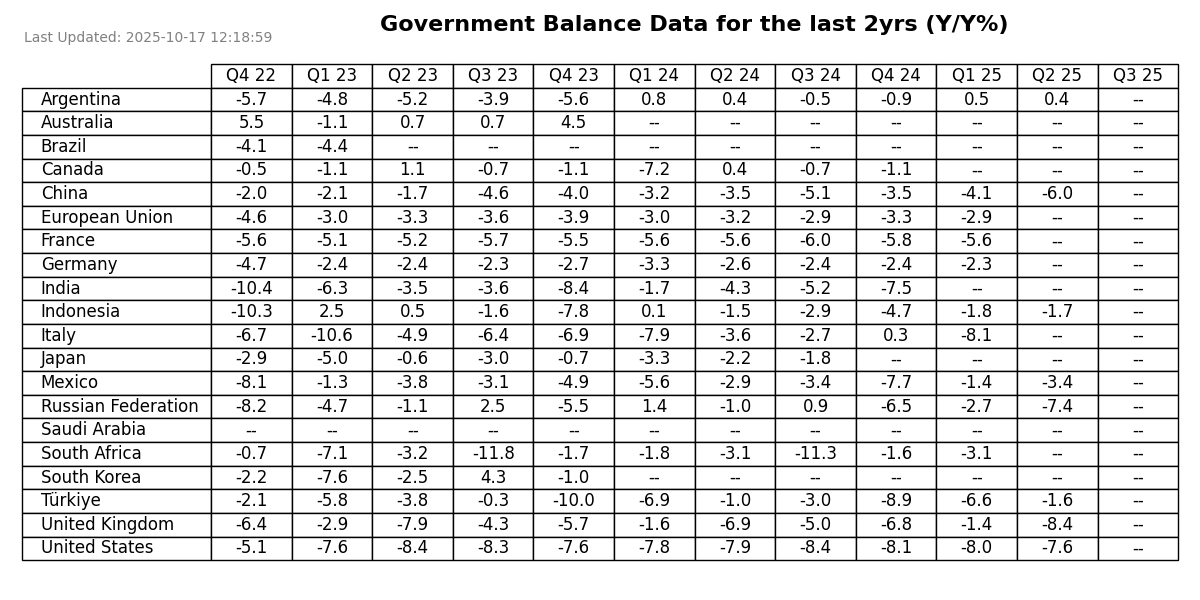 Government Balance Data for the last 2yrs (Y/Y%)
Last Updated: 2025-10-17 12:18:59
Q4 22 Q1 23 Q2 23 Q3 23 Q4 23 Q1 24 Q2 24 Q3 24 Q4 24 Q1 25 Q2 25 Q3 25
Argentina -5.7 -4.8 -5.2 -3.9 -5.6 0.8 0.4 -0.5 -0.9 0.5 0.4 --
Australia 5.5 -1.1 0.7 0.7 4.5 -- -- -- -- -- -- --
Brazil -4.1 -4.4 -- -- -- -- -- -- -- -- -- --
Canada -0.5 -1.1 1.1 -0.7 -1.1 -7.2 0.4 -0.7 -1.1 -- -- --
China -2.0 -2.1 -1.7 -4.6 -4.0 -3.2 -3.5 -5.1 -3.5 -4.1 -6.0 --
European Union -4.6 -3.0 -3.3 -3.6 -3.9 -3.0 -3.2 -2.9 -3.3 -2.9 -- --
France -5.6 -5.1 -5.2 -5.7 -5.5 -5.6 -5.6 -6.0 -5.8 -5.6 -- --
Germany -4.7 -2.4 -2.4 -2.3 -2.7 -3.3 -2.6 -2.4 -2.4 -2.3 -- --
India -10.4 -6.3 -3.5 -3.6 -8.4 -1.7 -4.3 -5.2 -7.5 -- -- --
Indonesia -10.3 2.5 0.5 -1.6 -7.8 0.1 -1.5 -2.9 -4.7 -1.8 -1.7 --
Italy -6.7 -10.6 -4.9 -6.4 -6.9 -7.9 -3.6 -2.7 0.3 -8.1 -- --
Japan -2.9 -5.0 -0.6 -3.0 -0.7 -3.3 -2.2 -1.8 -- -- -- --
Mexico -8.1 -1.3 -3.8 -3.1 -4.9 -5.6 -2.9 -3.4 -7.7 -1.4 -3.4 --
Russian Federation -8.2 -4.7 -1.1 2.5 -5.5 1.4 -1.0 0.9 -6.5 -2.7 -7.4 --
Saudi Arabia -- -- -- -- -- -- -- -- -- -- -- --
South Africa -0.7 -7.1 -3.2 -11.8 -1.7 -1.8 -3.1 -11.3 -1.6 -3.1 -- --
South Korea -2.2 -7.6 -2.5 4.3 -1.0 -- -- -- -- -- -- --
Türkiye -2.1 -5.8 -3.8 -0.3 -10.0 -6.9 -1.0 -3.0 -8.9 -6.6 -1.6 --
United Kingdom -6.4 -2.9 -7.9 -4.3 -5.7 -1.6 -6.9 -5.0 -6.8 -1.4 -8.4 --
United States -5.1 -7.6 -8.4 -8.3 -7.6 -7.8 -7.9 -8.4 -8.1 -8.0 -7.6 --